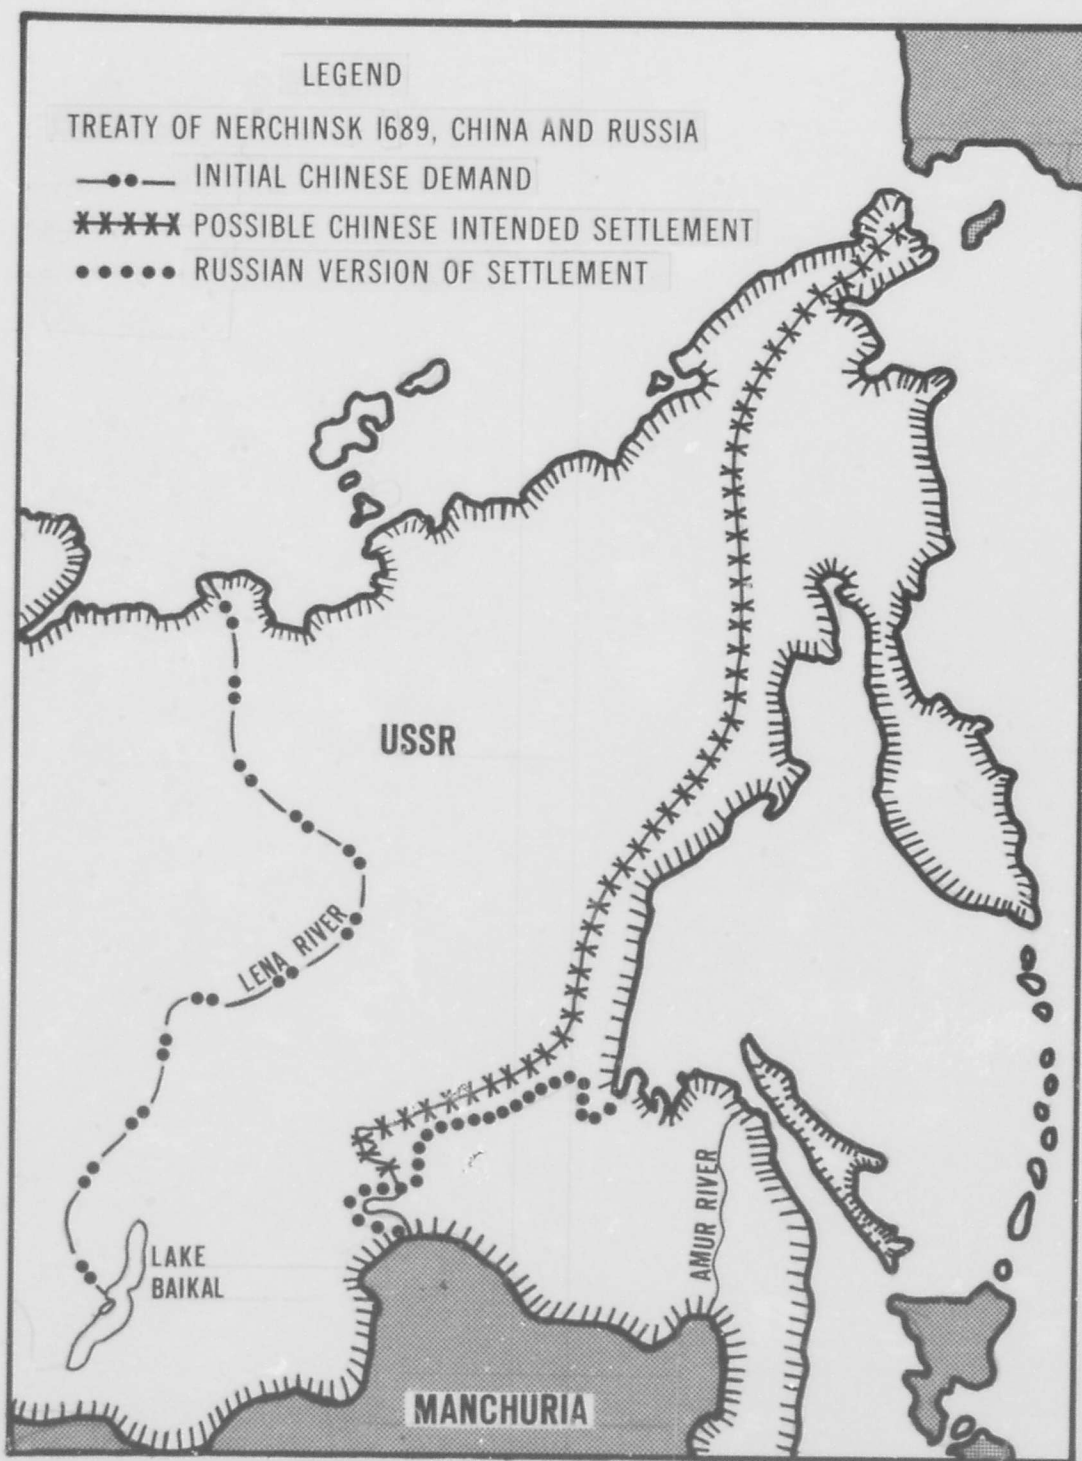 LEGEND
TREATY OF NERCHINSK 1689, CHINA AND RUSSIA
INITIAL CHINESE DEMAND
POSSIBLE CHINESE INTENDED SETTLEMENT
RUSSIAN VERSION OF SETTLEMENT
USSR
LENA RIVER
AMUR RIVER
LAKE
BAIKAL
MANCHURIA